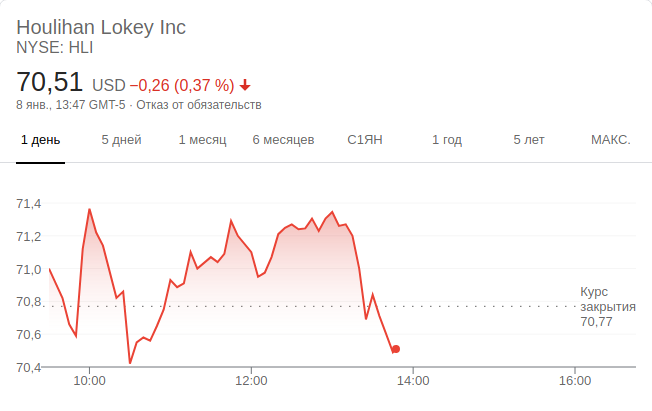 Houlihan Lokey Inc
NYSE: HLI
70,51 USD −0,26 (0,37 %)
8 янв., 13:47 GMT-5 · Отказ от обязательств
1 день 5 дней 1 месяц 6 месяцев С1ЯН 1 год 5 лет МАКС.
71,4
71,2
71,0
70,8
70,6
70,4
Курс
закрытия
70,77
10:00 12:00 14:00 16:00